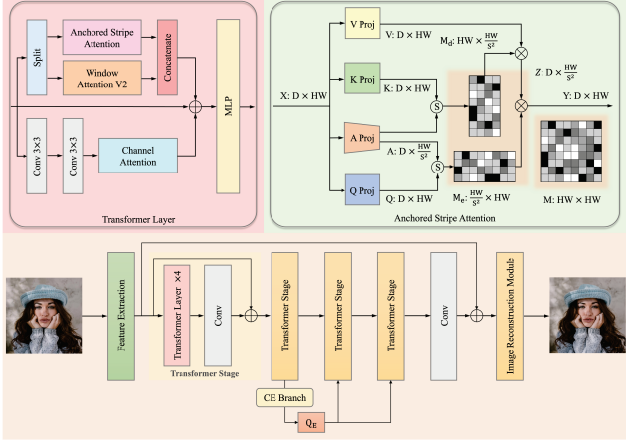 Split
Anchored Stripe
Attention
Window
Attention V2
Concatenate
Conv 3×3
Conv 3×3
Channel
Attention
MLP
Transformer Layer
X: D × HW
V Proj
V: D × HW
K Proj
K: D × HW
A Proj
A: D × HW/S²
Q Proj
Q: D × HW
S
S
M_d: HW × HW/S²
M_e: HW/S² × HW
Z: D × HW/S²
Y: D × HW
M: HW × HW
Anchored Stripe Attention
Feature Extraction
Transformer Layer ×4
Conv
Transformer Stage
Transformer Stage
Transformer Stage
Transformer Stage
Conv
Image Reconstruction Module
CE Branch
Q_E